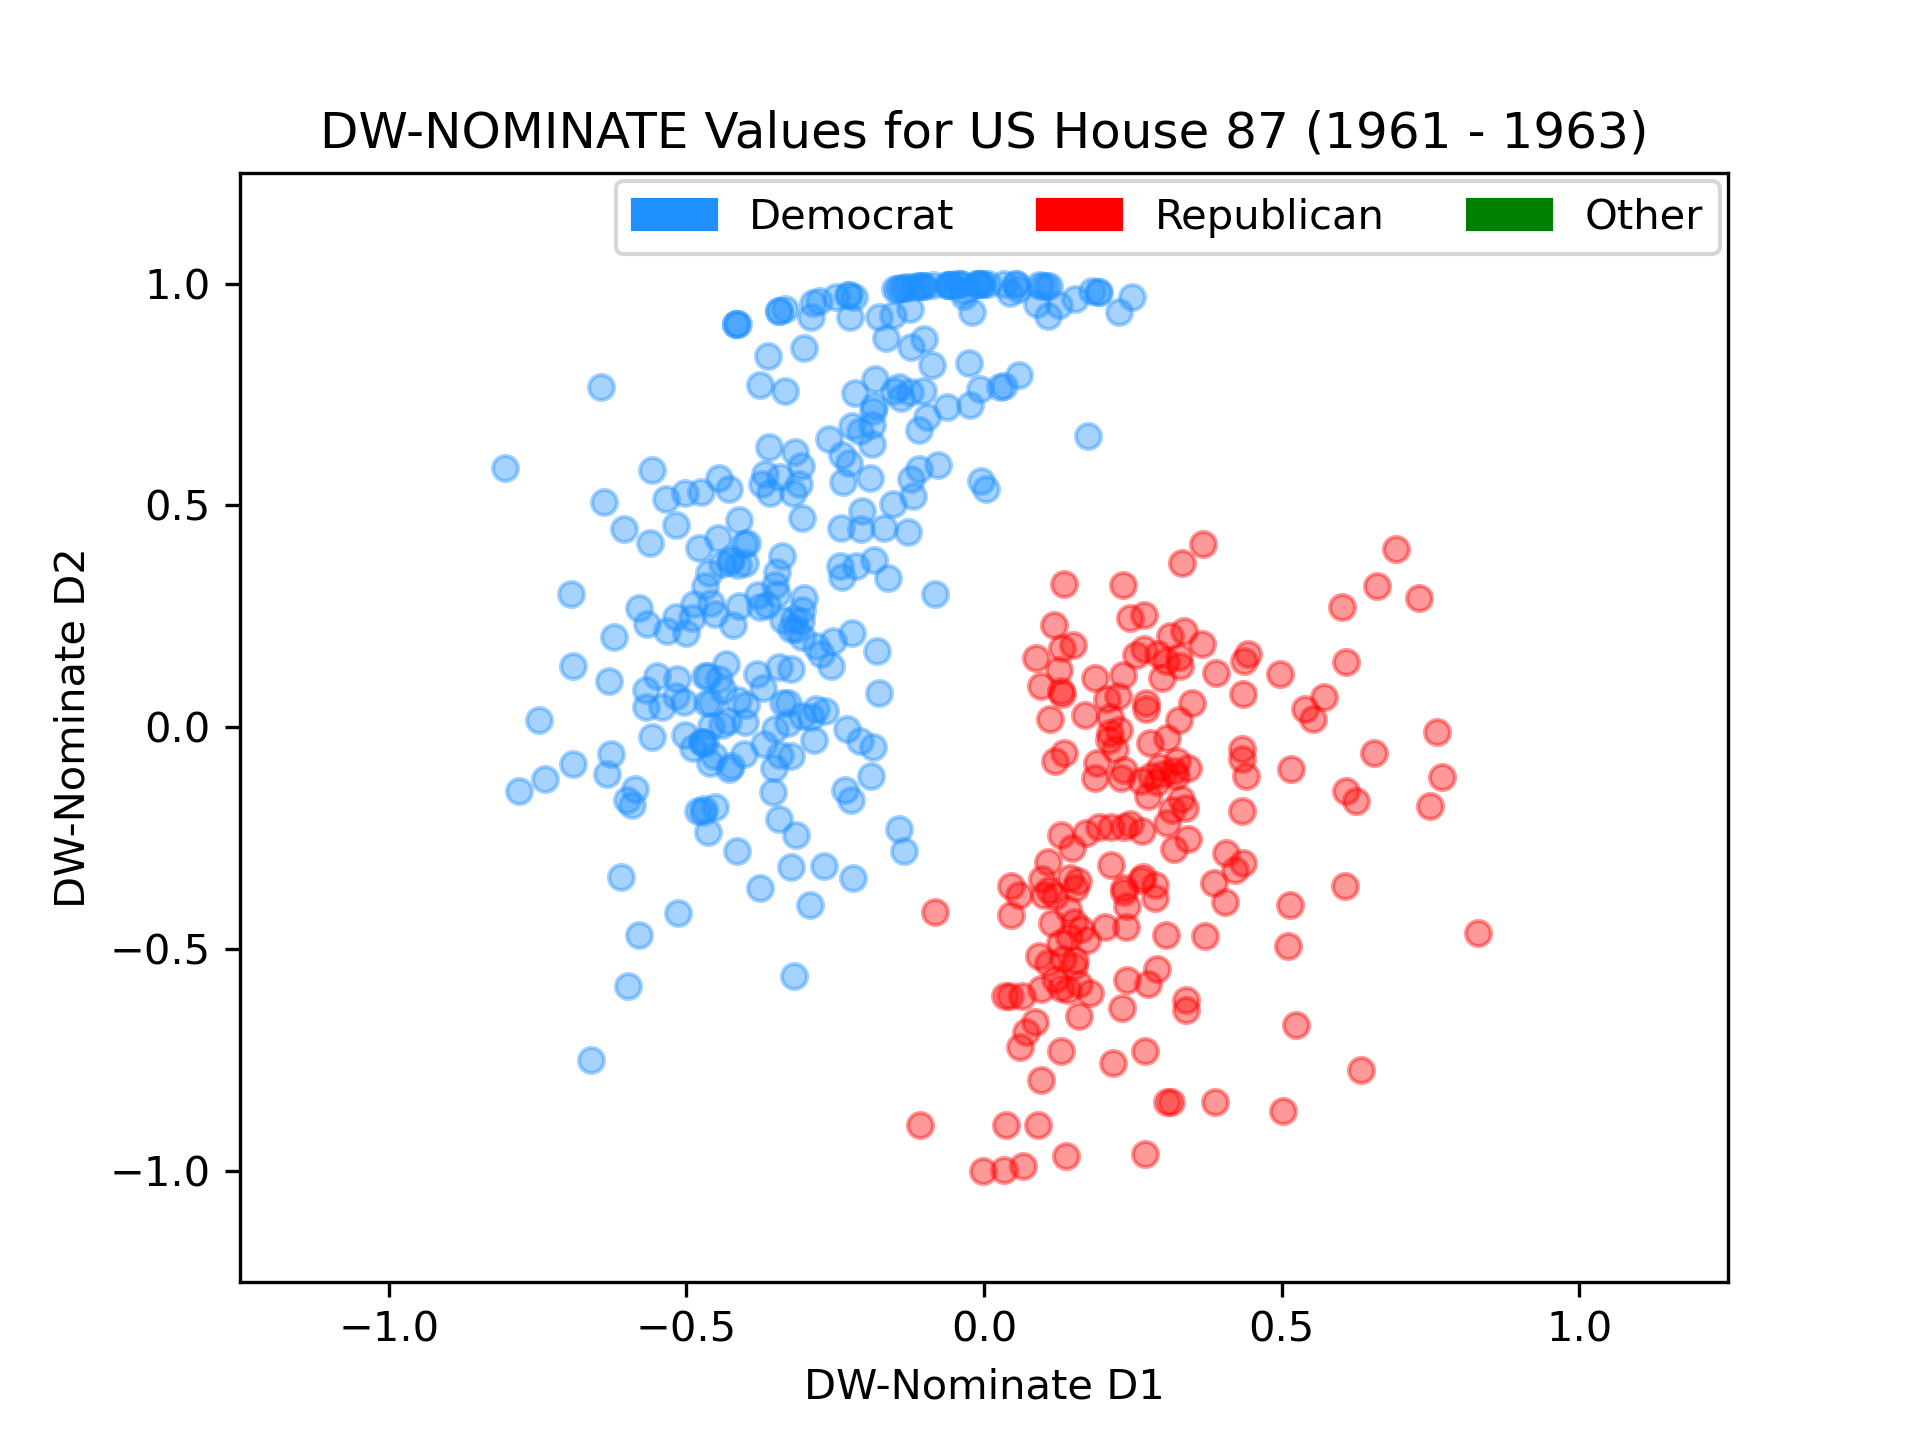 DW-NOMINATE Values for US House 87 (1961 - 1963)
Democrat Republican Other
1.0
0.5
0.0
−0.5
−1.0
DW-Nominate D2
−1.0 −0.5 0.0 0.5 1.0
DW-Nominate D1